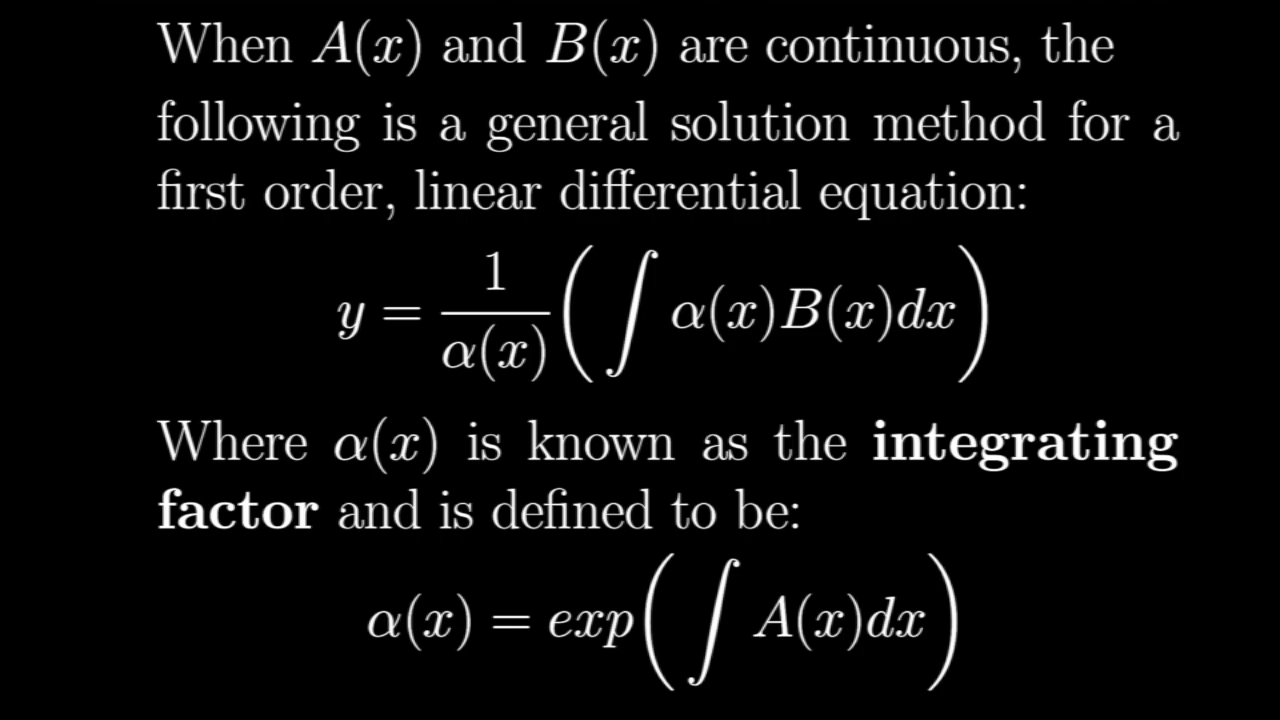 When A(x) and B(x) are continuous, the
following is a general solution method for a
first order, linear differential equation:
y = \frac{1}{α(x)} ( ∫ α(x)B(x)dx )
Where α(x) is known as the integrating
factor and is defined to be:
α(x) = exp( ∫ A(x)dx )